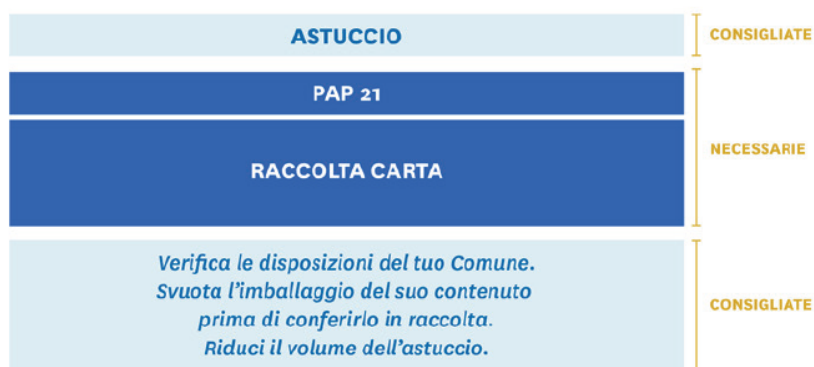 ASTUCCIO
CONSIGLIATE
PAP 21
RACCOLTA CARTA
NECESSARIE
Verifica le disposizioni del tuo Comune.
Svuota l’imballaggio del suo contenuto
prima di conferirlo in raccolta.
Riduci il volume dell’astuccio.
CONSIGLIATE